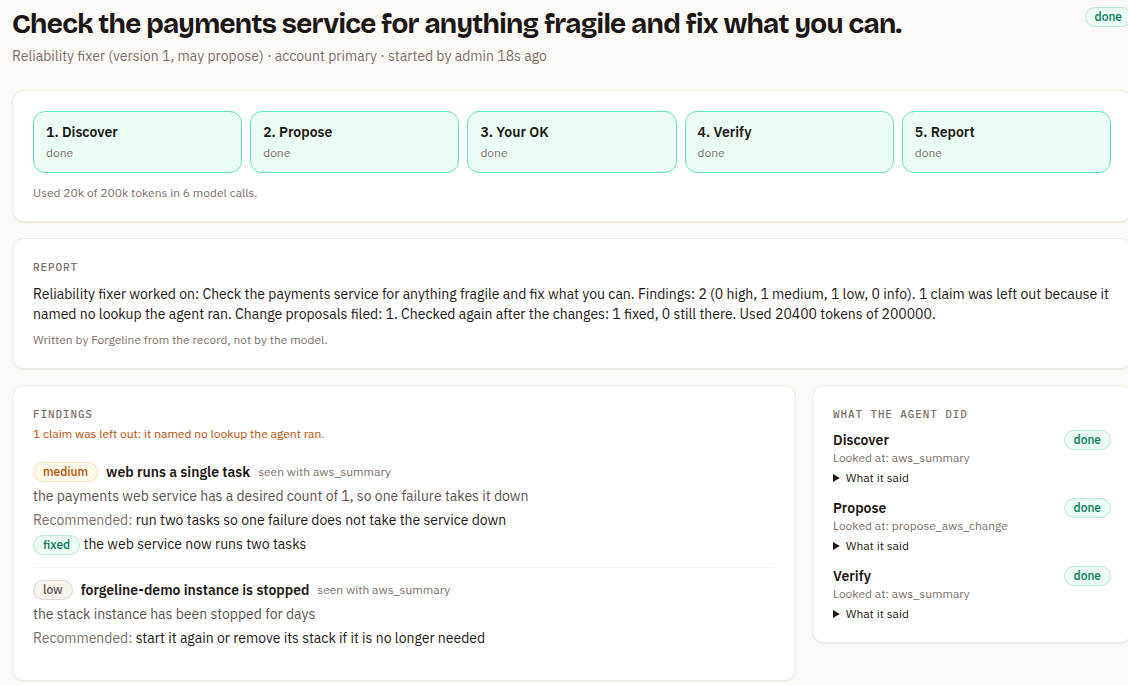 Check the payments service for anything fragile and fix what you can.
done
Reliability fixer (version 1, may propose) · account primary · started by admin 18s ago
1. Discover
done
2. Propose
done
3. Your OK
done
4. Verify
done
5. Report
done
Used 20k of 200k tokens in 6 model calls.
REPORT
Reliability fixer worked on: Check the payments service for anything fragile and fix what you can. Findings: 2 (0 high, 1 medium, 1 low, 0 info). 1 claim was left out because it
named no lookup the agent ran. Change proposals filed: 1. Checked again after the changes: 1 fixed, 0 still there. Used 20400 tokens of 200000.
Written by Forgeline from the record, not by the model.
FINDINGS
1 claim was left out: it named no lookup the agent ran.
medium web runs a single task seen with aws_summary
the payments web service has a desired count of 1, so one failure takes it down
Recommended: run two tasks so one failure does not take the service down
fixed the web service now runs two tasks
low forgeline-demo instance is stopped seen with aws_summary
the stack instance has been stopped for days
Recommended: start it again or remove its stack if it is no longer needed
WHAT THE AGENT DID
Discover done
Looked at: aws_summary
What it said
Propose done
Looked at: propose_aws_change
What it said
Verify done
Looked at: aws_summary
What it said